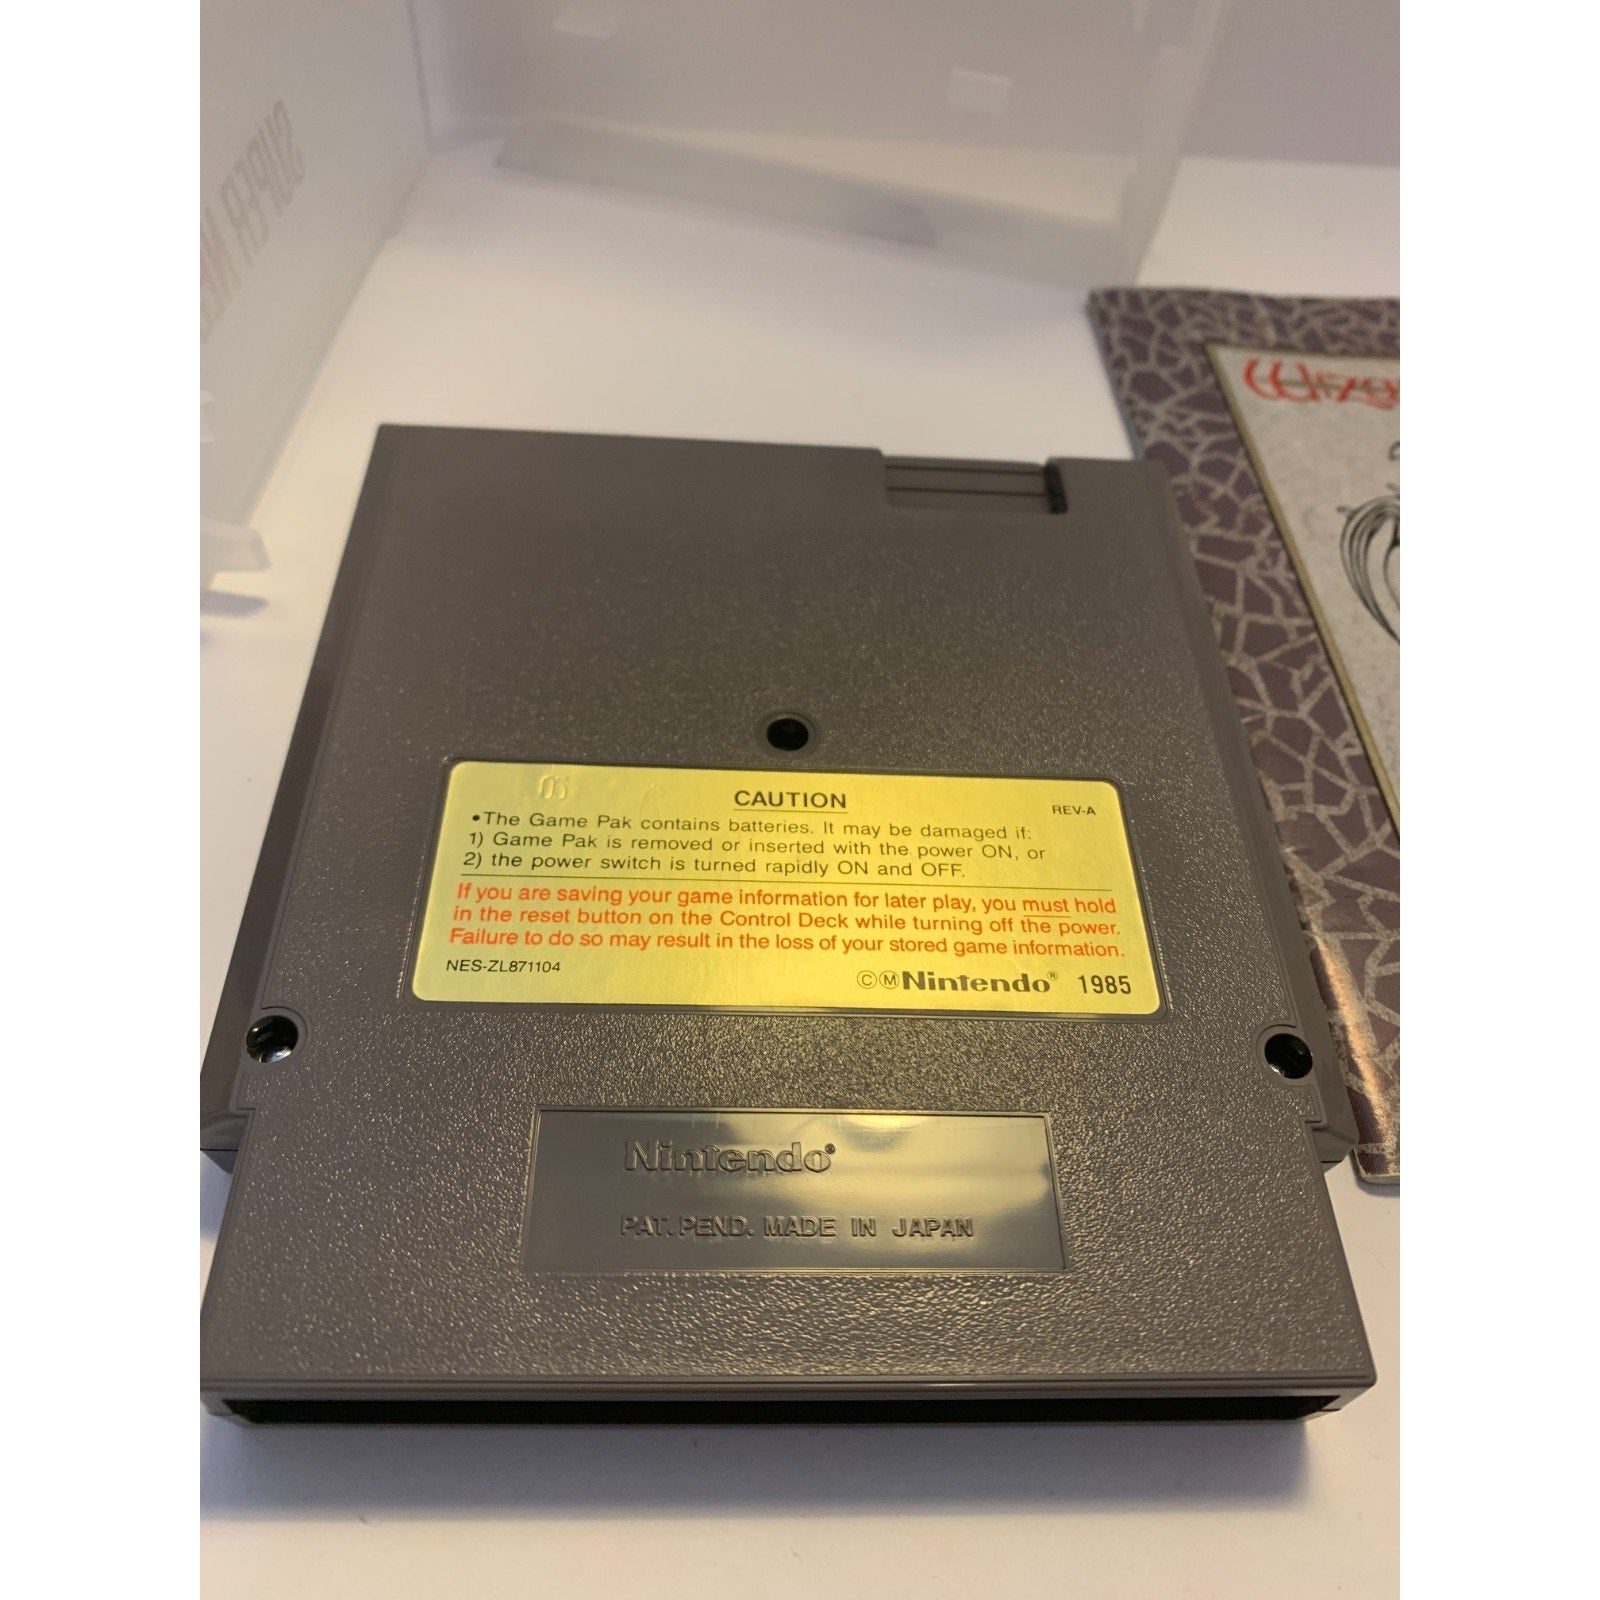 SUPER
Wizar
05
CAUTION
REV-A
•The Game Pak contains batteries. It may be damaged if:
1) Game Pak is removed or inserted with the power ON, or
2) the power switch is turned rapidly ON and OFF.
If you are saving your game information for later play, you must hold
in the reset button on the Control Deck while turning off the power.
Failure to do so may result in the loss of your stored game information.
NES-ZL871104
ⒸⓂNintendo® 1985
Nintendo®
PAT. PEND. MADE IN JAPAN